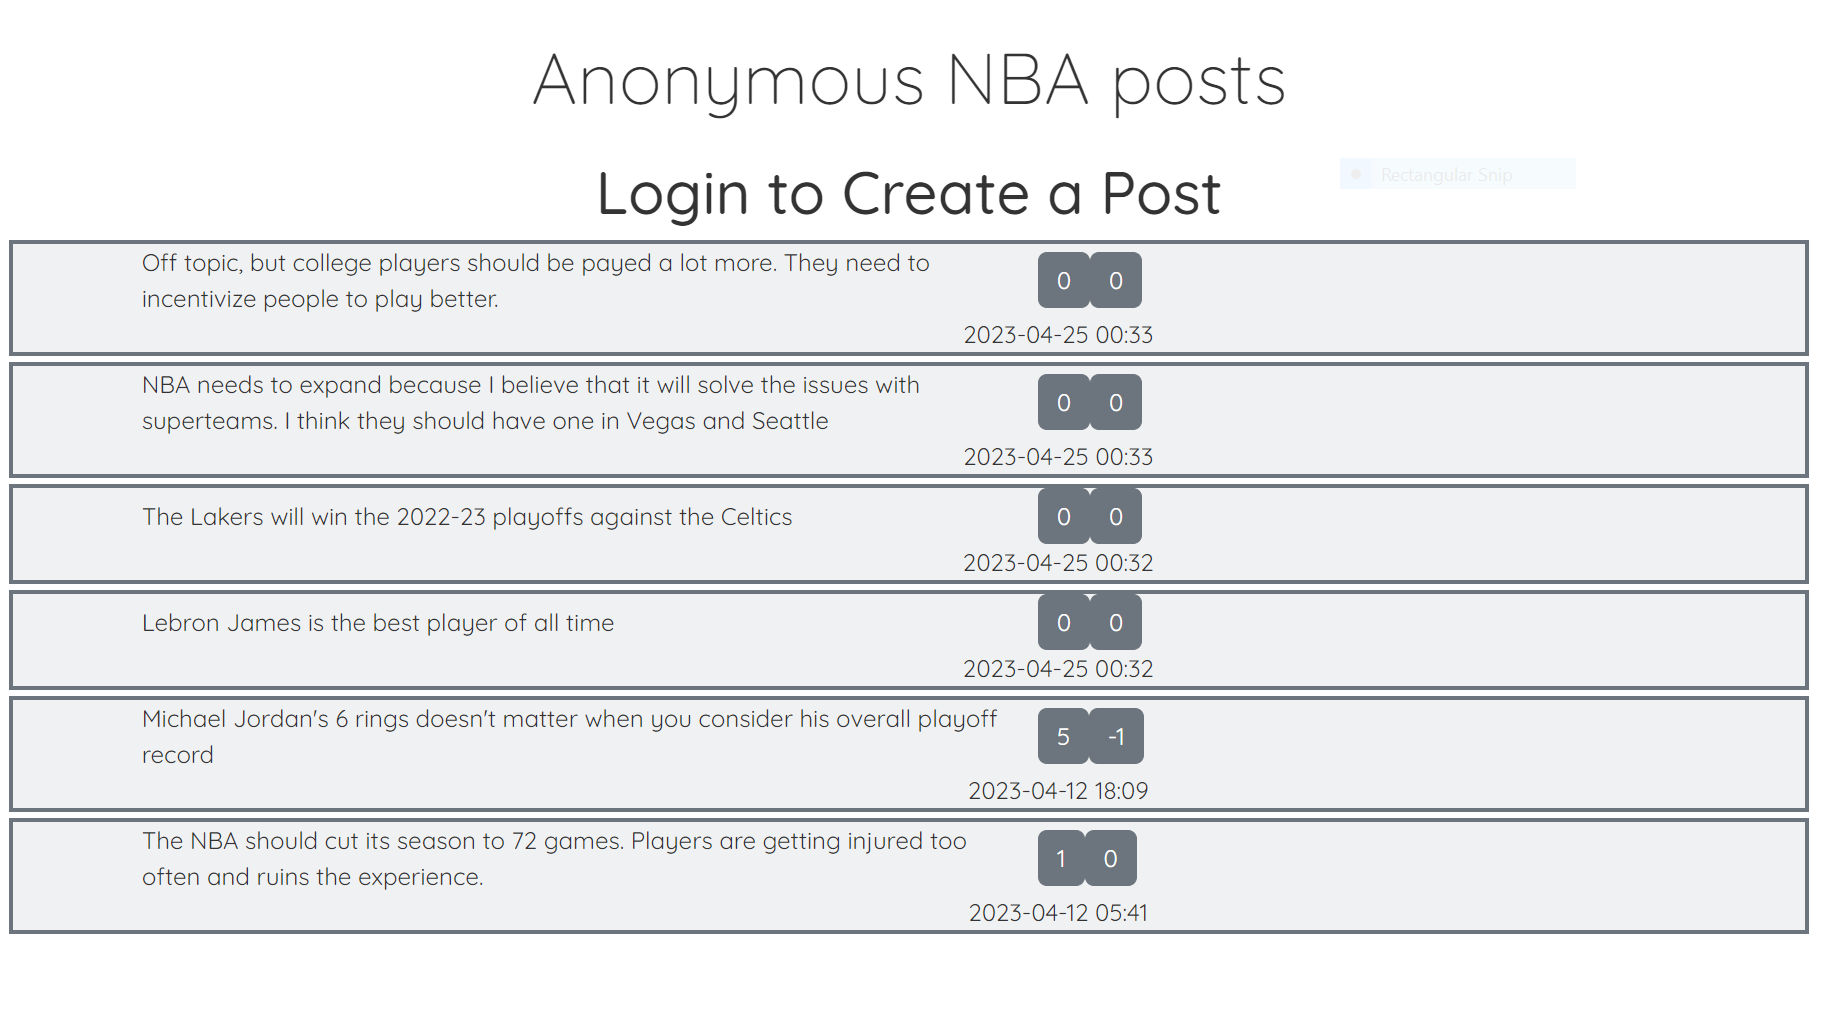 Anonymous NBA posts
Login to Create a Post
Rectangular Snip
Off topic, but college players should be payed a lot more. They need to
incentivize people to play better.
0 0
2023-04-25 00:33
NBA needs to expand because I believe that it will solve the issues with
superteams. I think they should have one in Vegas and Seattle
0 0
2023-04-25 00:33
The Lakers will win the 2022-23 playoffs against the Celtics
0 0
2023-04-25 00:32
Lebron James is the best player of all time
0 0
2023-04-25 00:32
Michael Jordan's 6 rings doesn't matter when you consider his overall playoff
record
5 -1
2023-04-12 18:09
The NBA should cut its season to 72 games. Players are getting injured too
often and ruins the experience.
1 0
2023-04-12 05:41